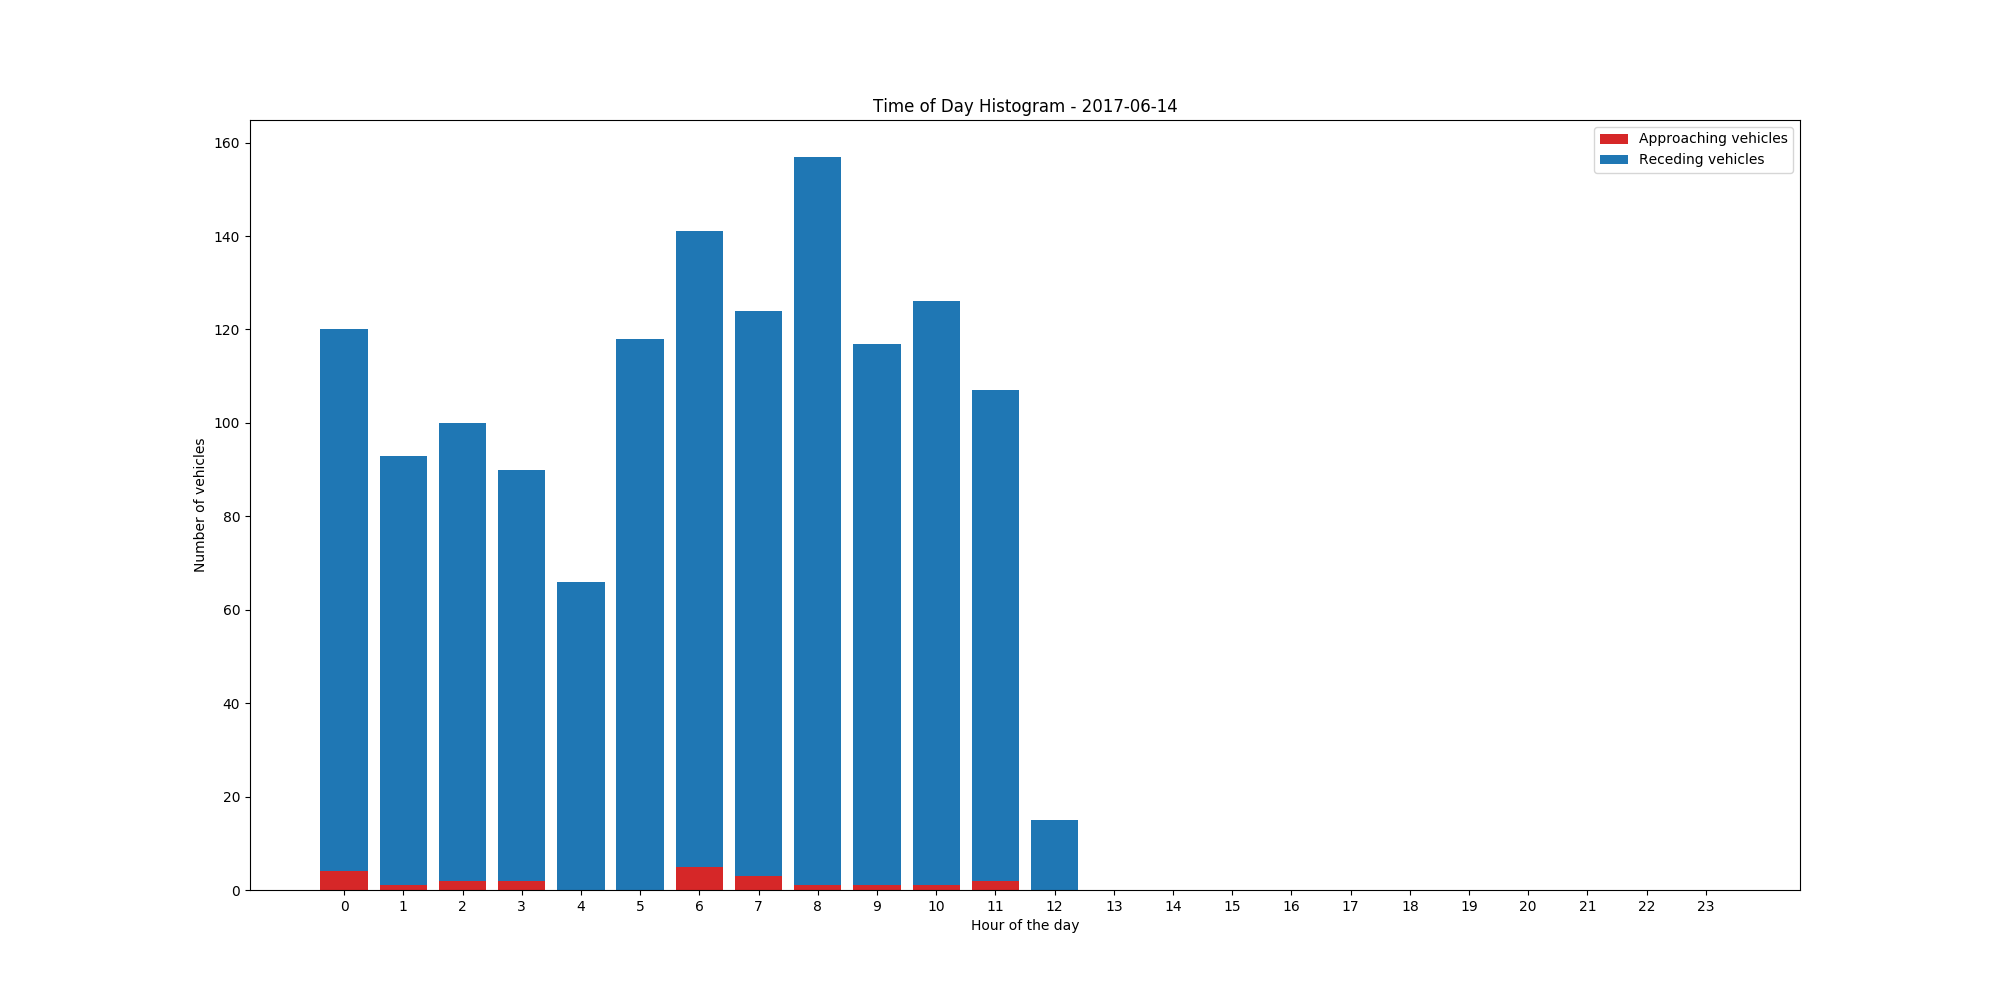 Time of Day Histogram - 2017-06-14
Approaching vehicles
Receding vehicles
160
140
120
100
80
60
40
20
0
Number of vehicles
0 1 2 3 4 5 6 7 8 9 10 11 12 13 14 15 16 17 18 19 20 21 22 23
Hour of the day